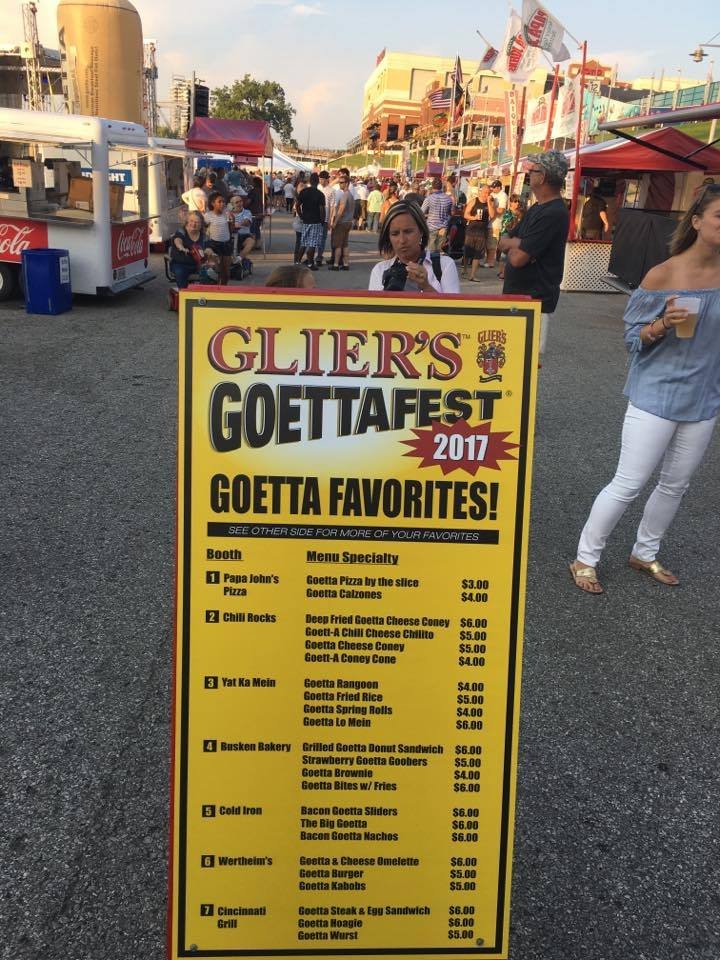 GLIER'S™ GLIER'S
GOETTAFEST®
2017
GOETTA FAVORITES!
SEE OTHER SIDE FOR MORE OF YOUR FAVORITES
Booth Menu Specialty
1 Papa John's Pizza Goetta Pizza by the slice $3.00
Goetta Calzones $4.00
2 Chili Rocks Deep Fried Goetta Cheese Coney $6.00
Goett-A Chili Cheese Chilito $5.00
Goetta Cheese Coney $5.00
Goett-A Coney Cone $4.00
3 Yat Ka Mein Goetta Rangoon $4.00
Goetta Fried Rice $5.00
Goetta Spring Rolls $4.00
Goetta Lo Mein $6.00
4 Busken Bakery Grilled Goetta Donut Sandwich $6.00
Strawberry Goetta Goobers $5.00
Goetta Brownie $4.00
Goetta Bites w/ Fries $6.00
5 Cold Iron Bacon Goetta Sliders $6.00
The Big Goetta $6.00
Bacon Goetta Nachos $6.00
6 Wertheim's Goetta & Cheese Omelette $6.00
Goetta Burger $5.00
Goetta Kabobs $5.00
7 Cincinnati Grill Goetta Steak & Egg Sandwich $6.00
Goetta Hoagie $6.00
Goetta Wurst $5.00
Coca-Cola